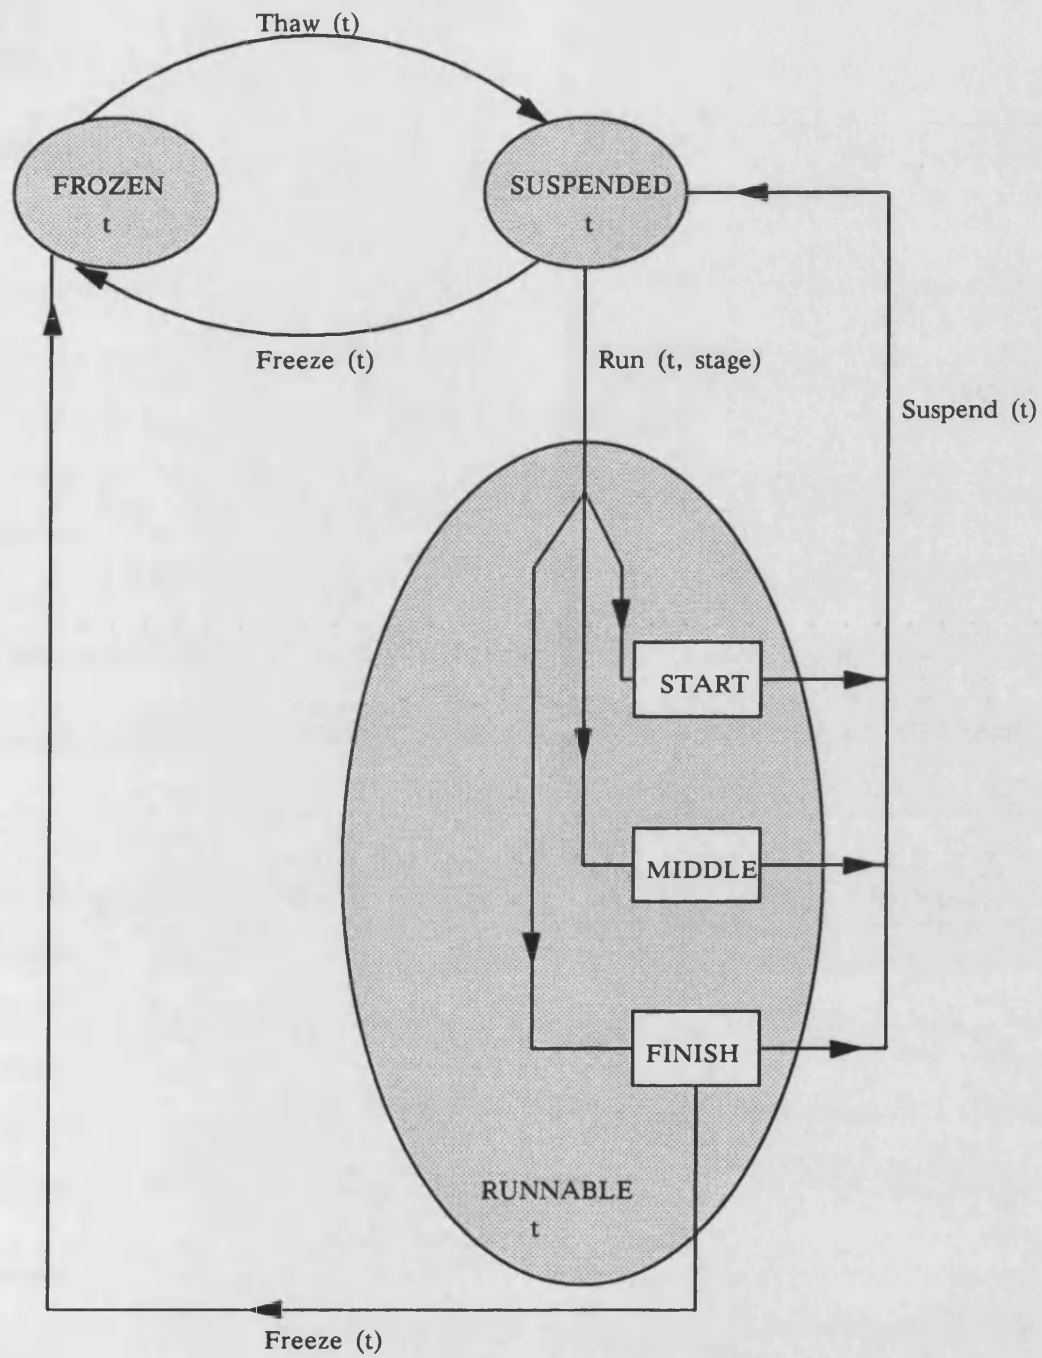 Thaw (t)
FROZEN
t
SUSPENDED
t
Freeze (t)
Run (t, stage)
Suspend (t)
START
MIDDLE
FINISH
RUNNABLE
t
Freeze (t)